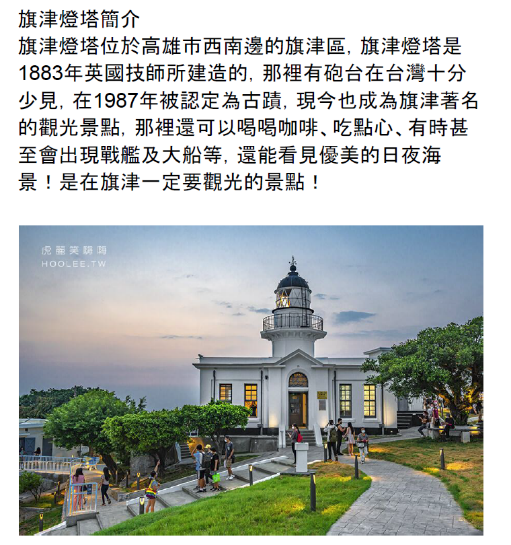 旗津燈塔簡介
旗津燈塔位於高雄市西南邊的旗津區，旗津燈塔是
1883年英國技師所建造的，那裡有砲台在台灣十分
少見，在1987年被認定為古蹟，現今也成為旗津著名
的觀光景點，那裡還可以喝喝咖啡、吃點心、有時甚
至會出現戰艦及大船等，還能看見優美的日夜海
景！是在旗津一定要觀光的景點！
虎麗笑嗨嗨
HOOLEE.TW